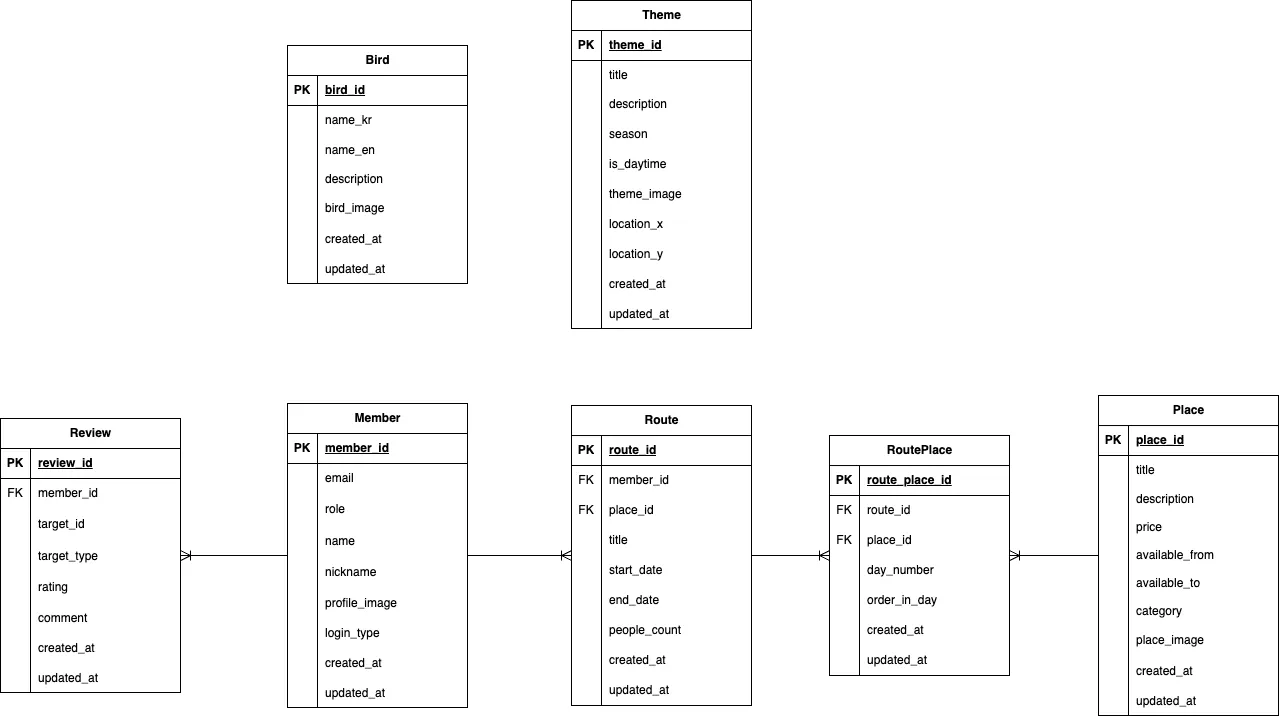 Theme
PK theme_id
title
description
season
is_daytime
theme_image
location_x
location_y
created_at
updated_at
Bird
PK bird_id
name_kr
name_en
description
bird_image
created_at
updated_at
Review
PK review_id
FK member_id
target_id
target_type
rating
comment
created_at
updated_at
Member
PK member_id
email
role
name
nickname
profile_image
login_type
created_at
updated_at
Route
PK route_id
FK member_id
FK place_id
title
start_date
end_date
people_count
created_at
updated_at
RoutePlace
PK route_place_id
FK route_id
FK place_id
day_number
order_in_day
created_at
updated_at
Place
PK place_id
title
description
price
available_from
available_to
category
place_image
created_at
updated_at